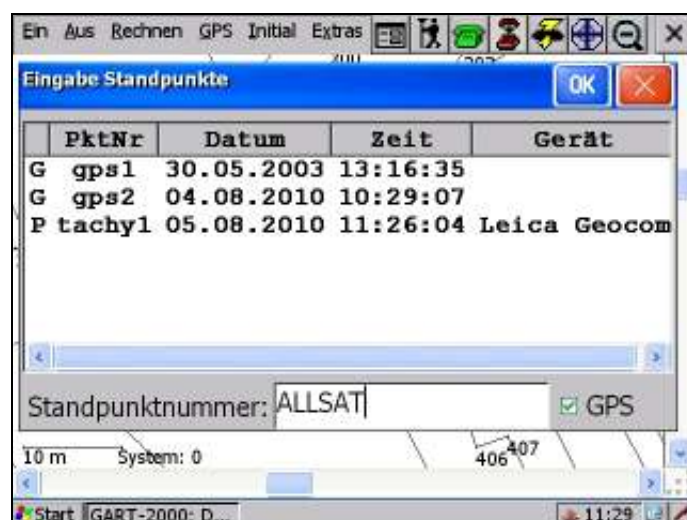 Ein Aus Rechnen GPS Initial Extras
Eingabe Standpunkte OK
PktNr Datum Zeit Gerät
G gps1 30.05.2003 13:16:35
G gps2 04.08.2010 10:29:07
P tachy1 05.08.2010 11:26:04 Leica Geocom
Standpunktnummer: ALLSAT GPS
10 m System: 0 406 407
Start GART-2000: D... 11:29